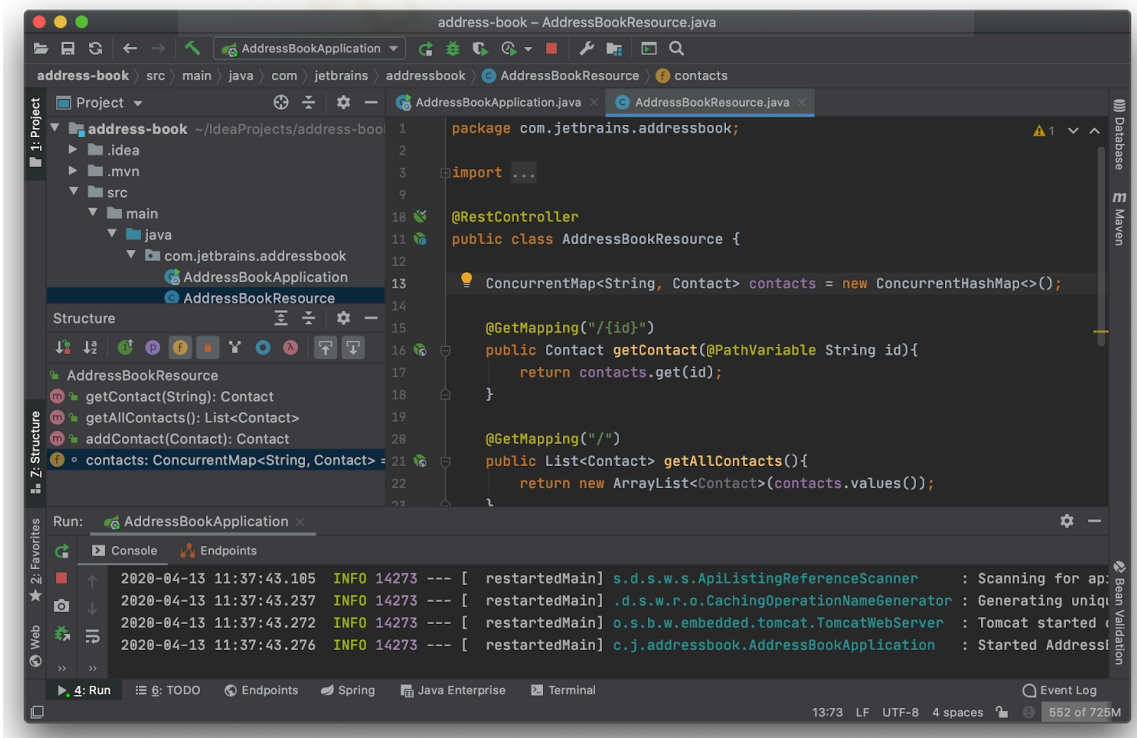 address-book – AddressBookResource.java
AddressBookApplication
address-book src main java com jetbrains addressbook AddressBookResource contacts
1: Project
Project
address-book ~/IdeaProjects/address-bool
.idea
.mvn
src
main
java
com.jetbrains.addressbook
AddressBookApplication
AddressBookResource
Z: Structure
Structure
AddressBookResource
getContact(String): Contact
getAllContacts(): List<Contact>
addContact(Contact): Contact
contacts: ConcurrentMap<String, Contact> =
AddressBookApplication.java AddressBookResource.java
1 package com.jetbrains.addressbook;
1
2
3 import ...
9
10 @RestController
11 public class AddressBookResource {
12
13 ConcurrentMap<String, Contact> contacts = new ConcurrentHashMap<>();
14
15 @GetMapping("/{id}")
16 public Contact getContact(@PathVariable String id){
17 return contacts.get(id);
18 }
19
20 @GetMapping("/")
21 public List<Contact> getAllContacts(){
22 return new ArrayList<Contact>(contacts.values());
23 }
Database
m Maven
Bean Validation
2: Favorites
Web
Run: AddressBookApplication
Console Endpoints
2020-04-13 11:37:43.105 INFO 14273 --- [ restartedMain] s.d.s.w.s.ApiListingReferenceScanner : Scanning for api
2020-04-13 11:37:43.237 INFO 14273 --- [ restartedMain] .d.s.w.r.o.CachingOperationNameGenerator : Generating uniqu
2020-04-13 11:37:43.272 INFO 14273 --- [ restartedMain] o.s.b.w.embedded.tomcat.TomcatWebServer : Tomcat started o
2020-04-13 11:37:43.276 INFO 14273 --- [ restartedMain] c.j.addressbook.AddressBookApplication : Started AddressB
4: Run 6: TODO Endpoints Spring Java Enterprise Terminal Event Log
13:73 LF UTF-8 4 spaces 552 of 725M